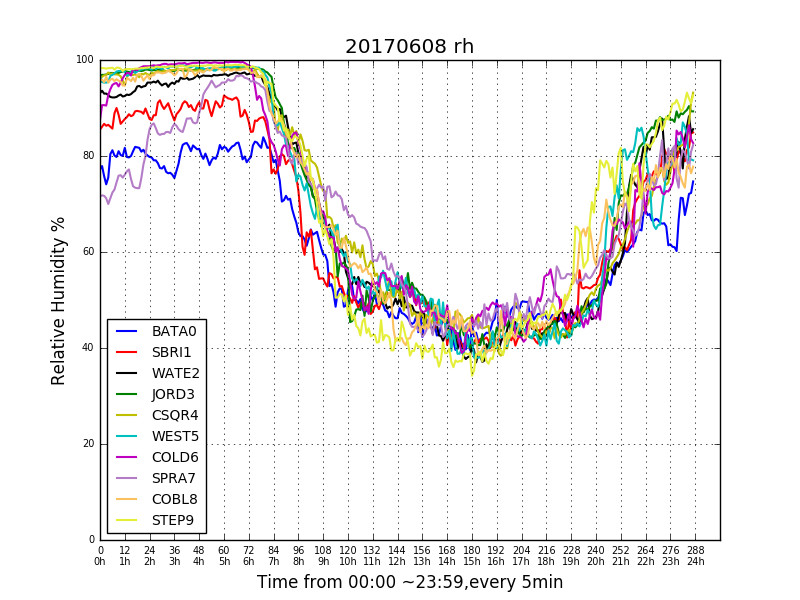 20170608 rh
Relative Humidity %
100
80
60
40
20
0
BATA0
SBRI1
WATE2
JORD3
CSQR4
WEST5
COLD6
SPRA7
COBL8
STEP9
0 12 24 36 48 60 72 84 96 108 120 132 144 156 168 180 192 204 216 228 240 252 264 276 288
0h 1h 2h 3h 4h 5h 6h 7h 8h 9h 10h 11h 12h 13h 14h 15h 16h 17h 18h 19h 20h 21h 22h 23h 24h
Time from 00:00 ~23:59,every 5min